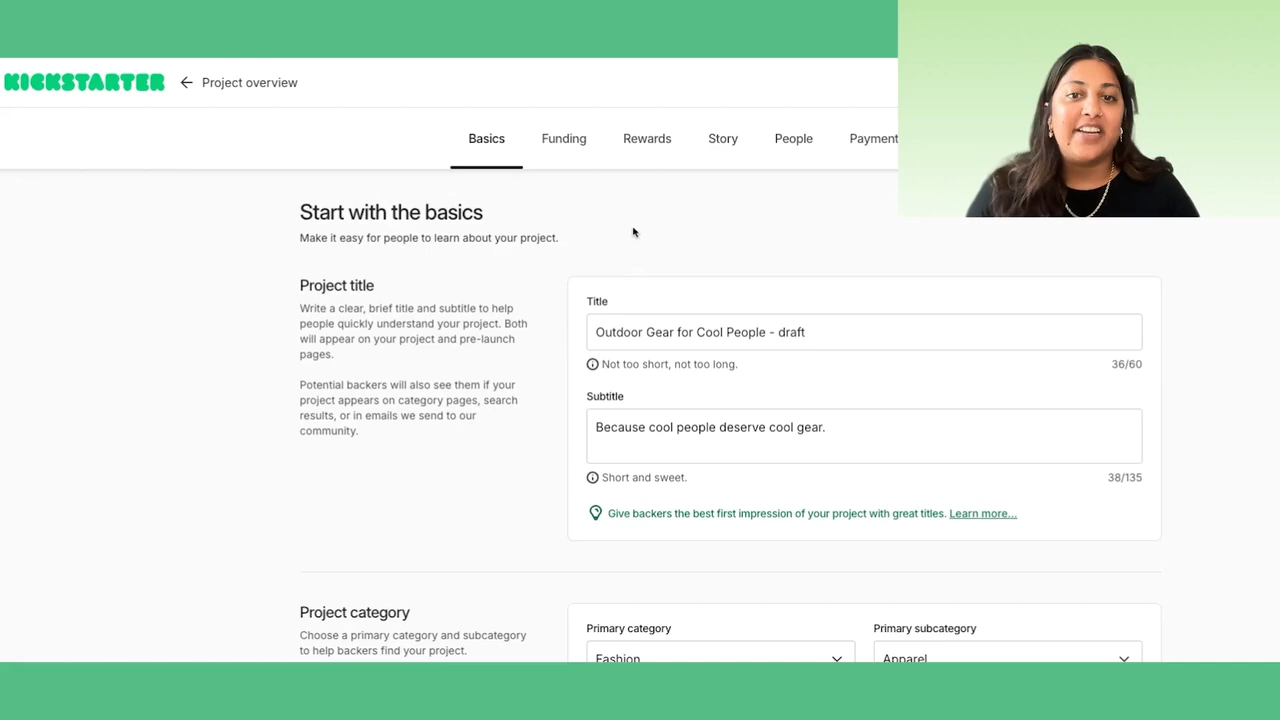 KICKSTARTER
Project overview
Basics
Funding
Rewards
Story
People
Payment
Start with the basics
Make it easy for people to learn about your project.
Project title
Write a clear, brief title and subtitle to help
people quickly understand your project. Both
will appear on your project and pre-launch
pages.
Potential backers will also see them if your
project appears on category pages, search
results, or in emails we send to our
community.
Title
Outdoor Gear for Cool People - draft
Not too short, not too long.
36/60
Subtitle
Because cool people deserve cool gear.
Short and sweet.
38/135
Give backers the best first impression of your project with great titles. Learn more...
Project category
Choose a primary category and subcategory
to help backers find your project.
Primary category
Fashion
Primary subcategory
Apparel